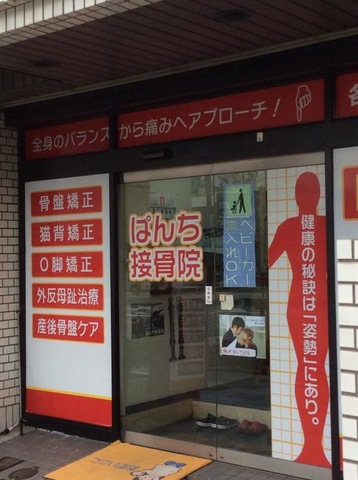 全身のバランスから痛みへアプローチ!
骨盤矯正
猫背矯正
O脚矯正
外反母趾治療
産後骨盤ケア
ぱんち
接骨院
ベビーカー
乗入れOK
健康の秘訣は「姿勢」にあり。